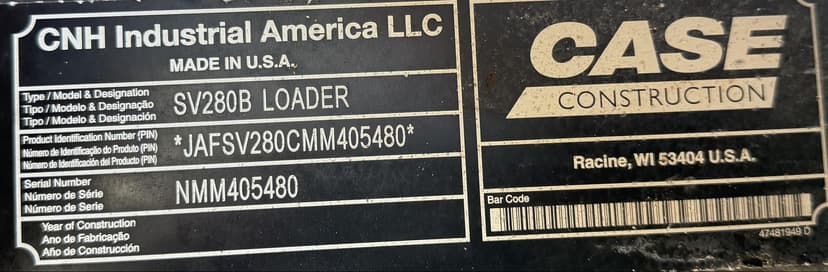 CNH Industrial America LLC
MADE IN U.S.A.
Type / Model & Designation
Tipo / Modelo & Designação
Tipo / Modelo & Designación
SV280B LOADER
Product Identification Number (PIN)
Número de Identificação do Produto (PIN)
Número de Identificación del Producto (PIN)
*JAFSV280CMM405480*
Serial Number
Número de Série
Número de Serie
NMM405480
Year of Construction
Ano de Fabricação
Año de Construcción
CASE
CONSTRUCTION
Racine, WI 53404 U.S.A.
Bar Code
47481949 D